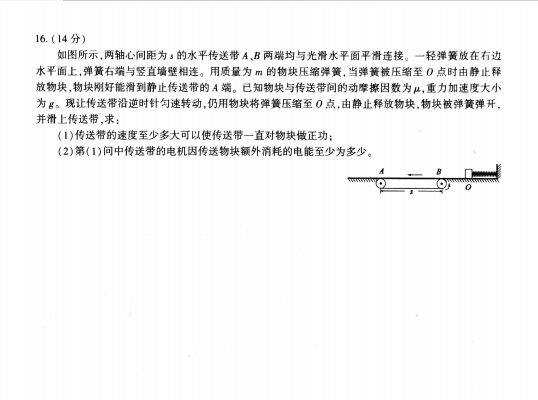 16.(14 分)
如图所示,两轴心间距为 s 的水平传送带 A、B 两端均与光滑水平面平滑连接。一轻弹簧放在右边
水平面上,弹簧右端与竖直墙壁相连。用质量为 m 的物块压缩弹簧,当弹簧被压缩至 O 点时由静止释
放物块,物块刚好能滑到静止传送带的 A 端。已知物块与传送带间的动摩擦因数为 μ,重力加速度大小
为 g。现让传送带沿逆时针匀速转动,仍用物块将弹簧压缩至 O 点,由静止释放物块,物块被弹簧弹开,
并滑上传送带,求:
(1)传送带的速度至少多大可以使传送带一直对物块做正功;
(2)第(1)问中传送带的电机因传送物块额外消耗的电能至少为多少。
A B
s O